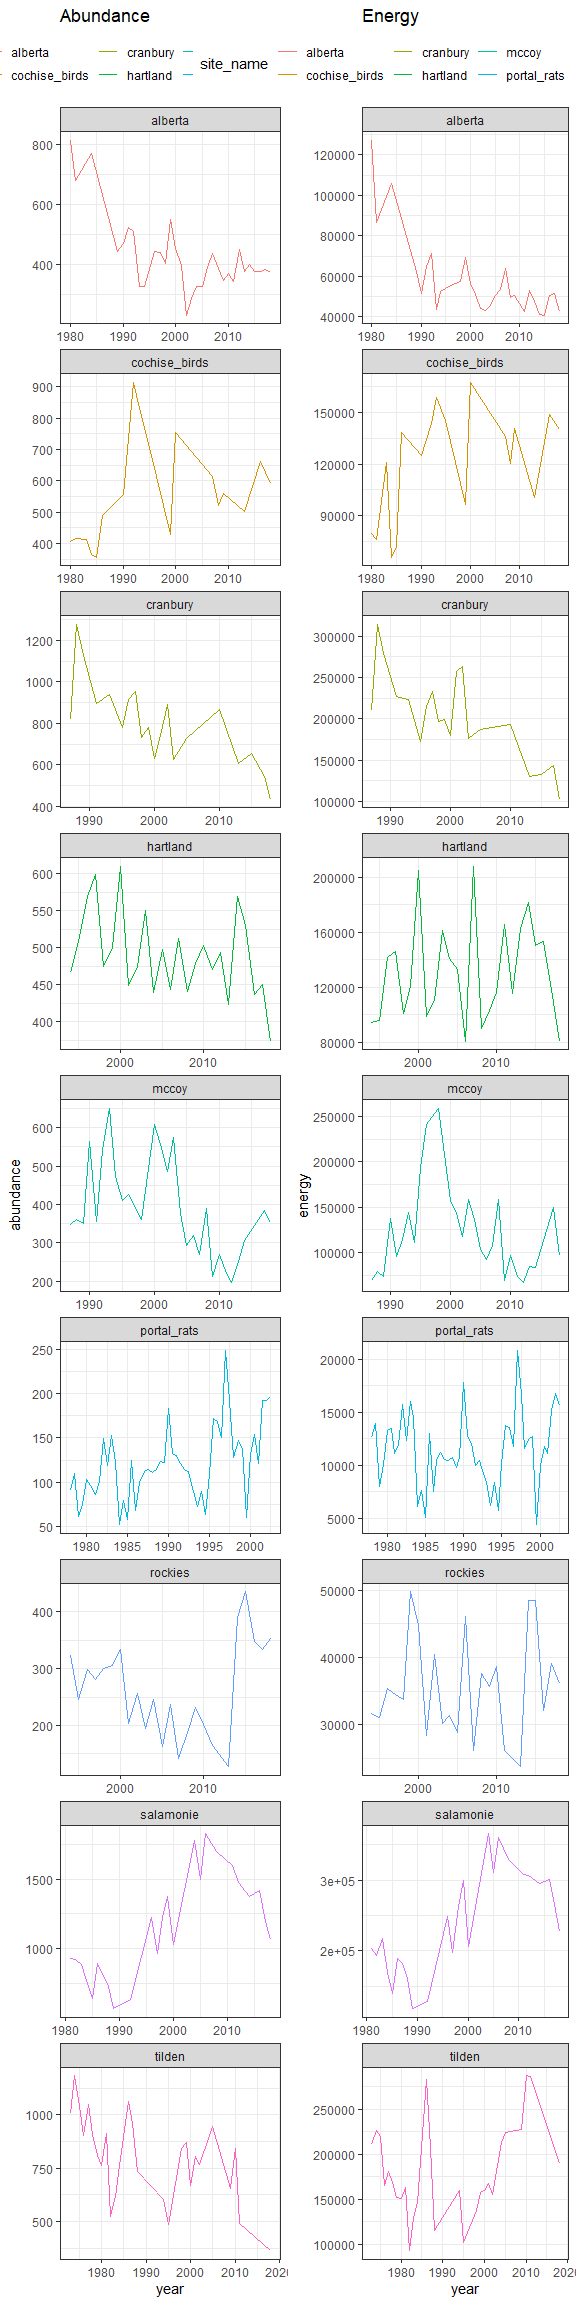 Abundance Energy
alberta cranbury site_name alberta cranbury mccoy
cochise_birds hartland cochise_birds hartland portal_rats
alberta alberta
800
600
400
1980 1990 2000 2010
120000
100000
80000
60000
40000
1980 1990 2000 2010
cochise_birds cochise_birds
900
800
700
600
500
400
1980 1990 2000 2010
150000
120000
90000
1980 1990 2000 2010
cranbury cranbury
1200
1000
800
600
400
1990 2000 2010
300000
250000
200000
150000
100000
1990 2000 2010
hartland hartland
600
550
500
450
400
2000 2010
200000
160000
120000
80000
2000 2010
mccoy mccoy
abundance
600
500
400
300
200
1990 2000 2010
energy
250000
200000
150000
100000
1990 2000 2010
portal_rats portal_rats
250
200
150
100
50
1980 1985 1990 1995 2000
20000
15000
10000
5000
1980 1985 1990 1995 2000
rockies rockies
400
300
200
2000 2010
50000
40000
30000
2000 2010
salamonie salamonie
1500
1000
1980 1990 2000 2010
3e+05
2e+05
1980 1990 2000 2010
tilden tilden
1000
750
500
1980 1990 2000 2010
year
250000
200000
150000
100000
1980 1990 2000 2010
year